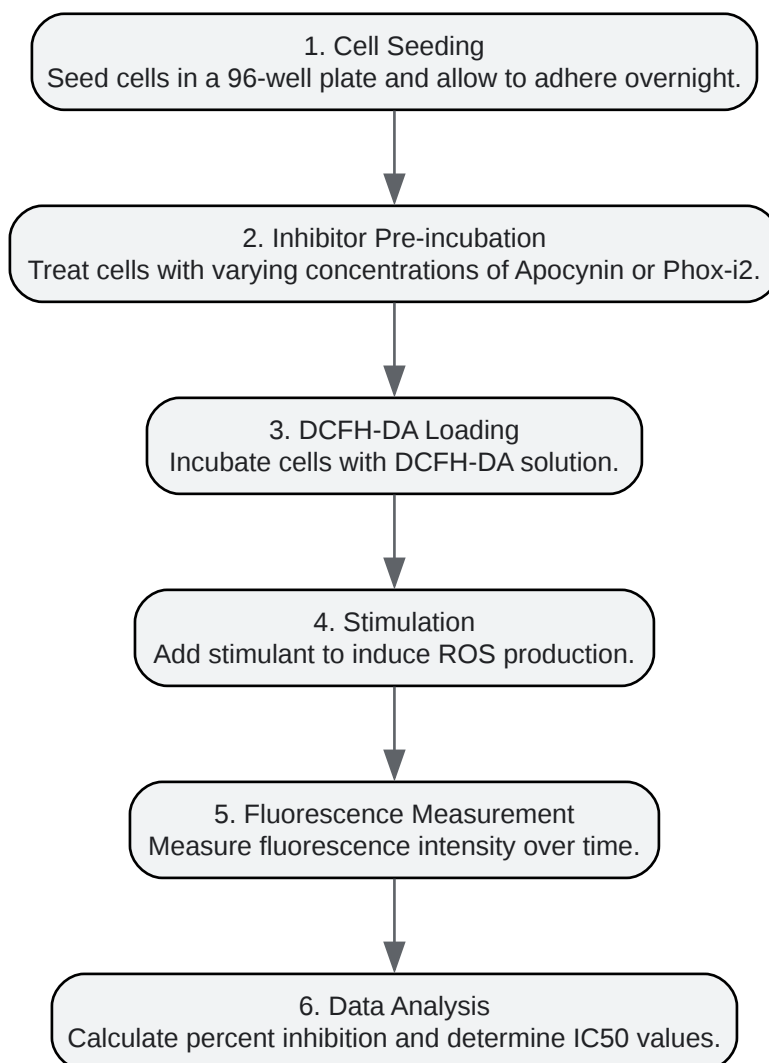 1. Cell Seeding
Seed cells in a 96-well plate and allow to adhere overnight.
2. Inhibitor Pre-incubation
Treat cells with varying concentrations of Apocynin or Phox-i2.
3. DCFH-DA Loading
Incubate cells with DCFH-DA solution.
4. Stimulation
Add stimulant to induce ROS production.
5. Fluorescence Measurement
Measure fluorescence intensity over time.
6. Data Analysis
Calculate percent inhibition and determine IC50 values.